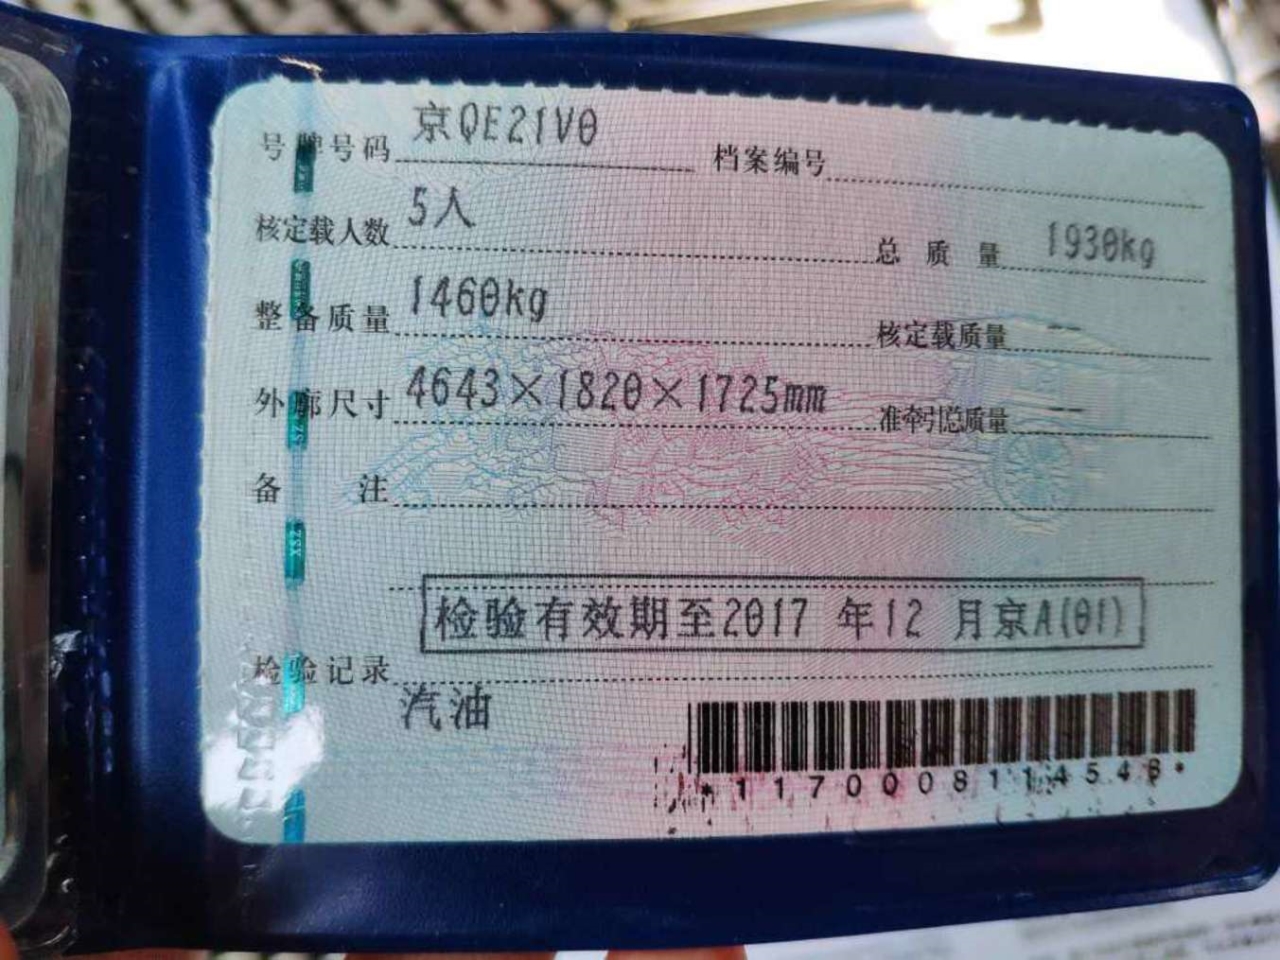 号牌号码 京QE21V0 档案编号
核定载人数 5人 总质量 1930kg
整备质量 1460kg 核定载质量 --
外廓尺寸 4643×1820×1725mm 准牵引总质量 --
备注
检验有效期至2017 年12 月京A(01)
检验记录
汽油
*1170008114546*